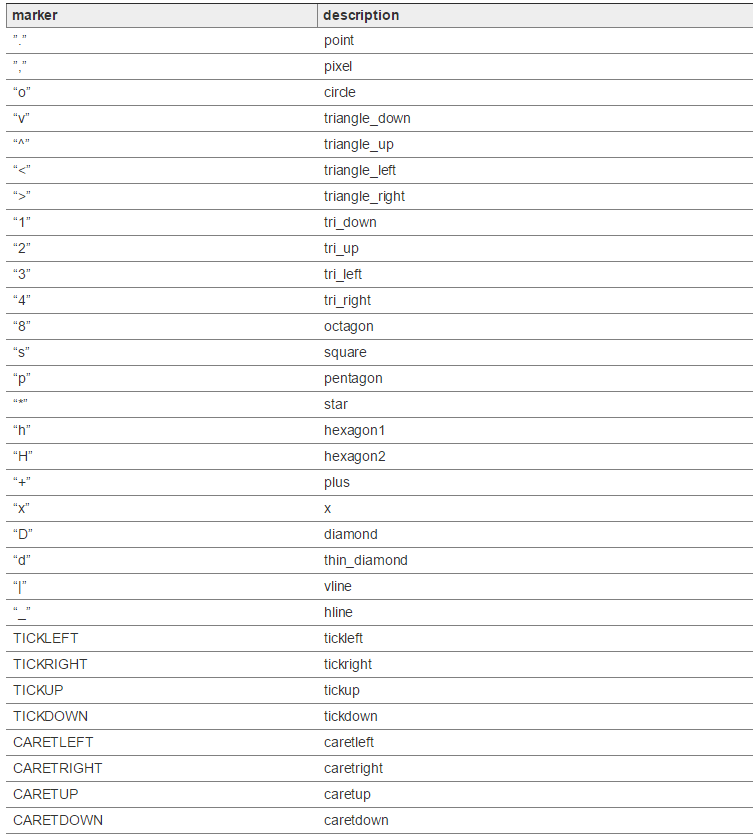 marker description
”.” point
”,” pixel
“o” circle
“v” triangle_down
“^” triangle_up
“<” triangle_left
“>” triangle_right
“1” tri_down
“2” tri_up
“3” tri_left
“4” tri_right
“8” octagon
“s” square
“p” pentagon
“*” star
“h” hexagon1
“H” hexagon2
“+” plus
“x” x
“D” diamond
“d” thin_diamond
“|” vline
“_” hline
TICKLEFT tickleft
TICKRIGHT tickright
TICKUP tickup
TICKDOWN tickdown
CARETLEFT caretleft
CARETRIGHT caretright
CARETUP caretup
CARETDOWN caretdown